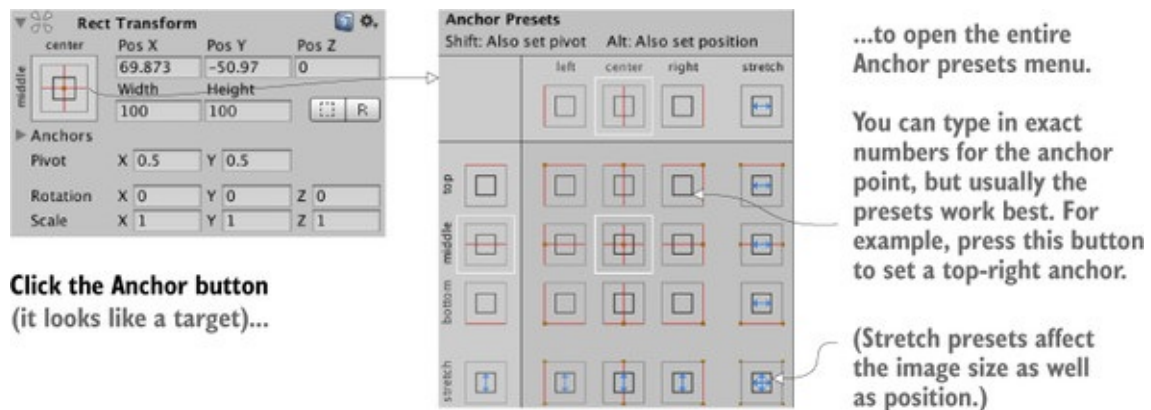 Rect Transform
center
Pos X Pos Y Pos Z
69.873 -50.97 0
middle
Width Height
100 100
R
Anchors
Pivot X 0.5 Y 0.5
Rotation X 0 Y 0 Z 0
Scale X 1 Y 1 Z 1
Click the Anchor button
(it looks like a target)...
Anchor Presets
Shift: Also set pivot Alt: Also set position
left center right stretch
top
middle
bottom
stretch
...to open the entire
Anchor presets menu.
You can type in exact
numbers for the anchor
point, but usually the
presets work best. For
example, press this button
to set a top-right anchor.
(Stretch presets affect
the image size as well
as position.)